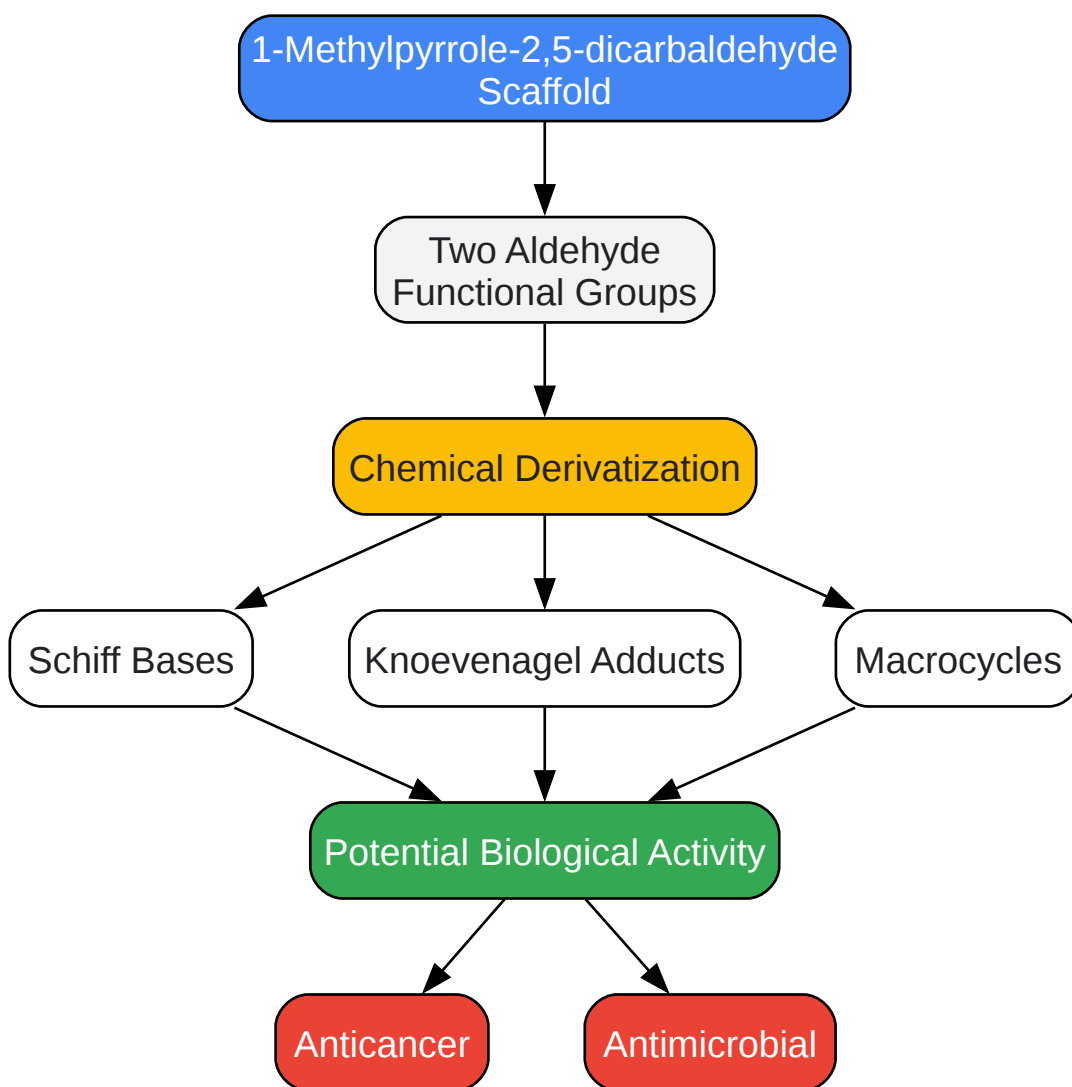 1-Methylpyrrole-2,5-dicarbaldehyde
Scaffold
Two Aldehyde
Functional Groups
Chemical Derivatization
Schiff Bases
Knoevenagel Adducts
Macrocycles
Potential Biological Activity
Anticancer
Antimicrobial